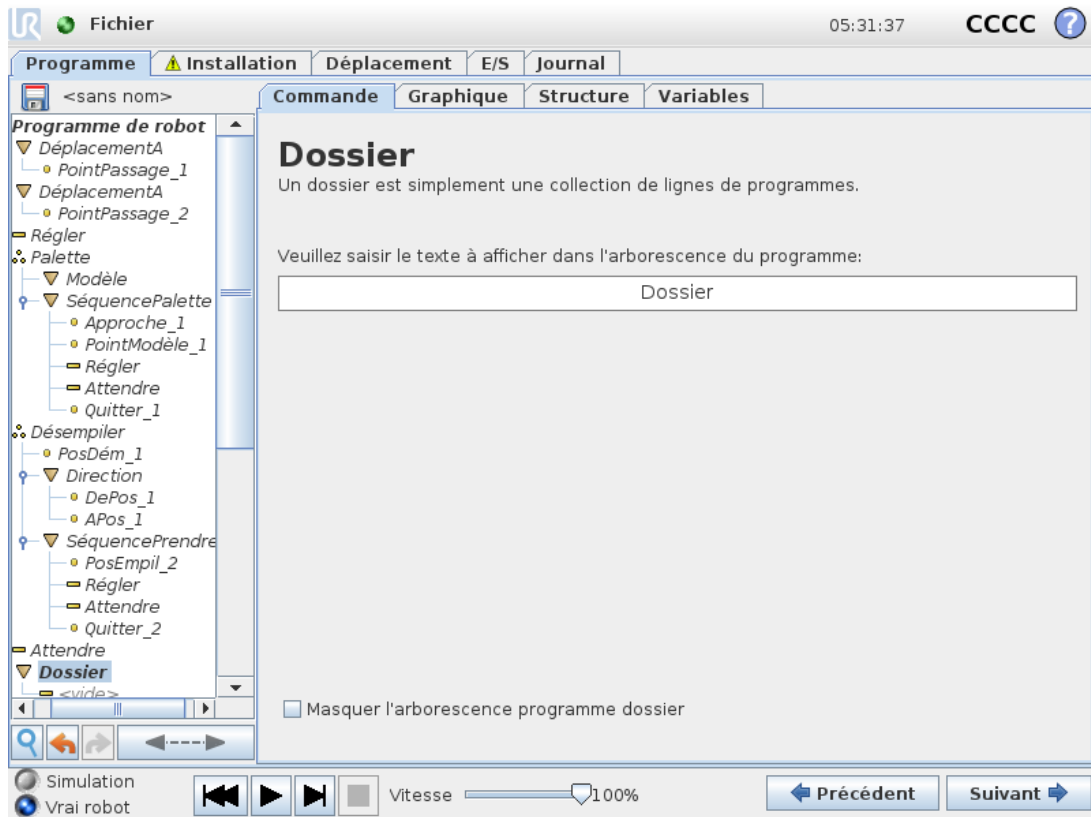 UR Fichier 05:31:37 CCCC ?
Programme Installation Déplacement E/S Journal
<sans nom>
Commande Graphique Structure Variables
Programme de robot
DéplacementA
PointPassage_1
DéplacementA
PointPassage_2
Régler
Palette
Modèle
SéquencePalette
Approche_1
PointModèle_1
Régler
Attendre
Quitter_1
Désempiler
PosDém_1
Direction
DePos_1
APos_1
SéquencePrendre
PosEmpil_2
Régler
Attendre
Quitter_2
Attendre
Dossier
<vide>
Dossier
Un dossier est simplement une collection de lignes de programmes.
Veuillez saisir le texte à afficher dans l'arborescence du programme:
Dossier
Masquer l'arborescence programme dossier
Simulation
Vrai robot
Vitesse 100%
Précédent Suivant